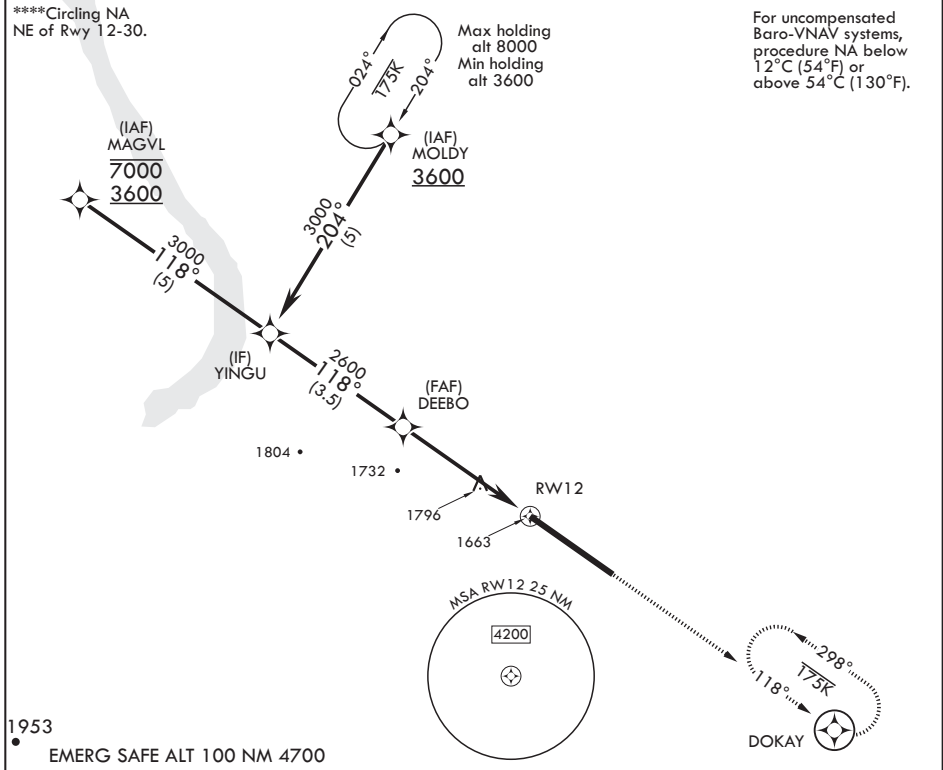 ****Circling NA
NE of Rwy 12-30.
Max holding
alt 8000
Min holding
alt 3600
For uncompensated
Baro-VNAV systems,
procedure NA below
12°C (54°F) or
above 54°C (130°F).
024°
175K
204°
(IAF)
MAGVL
7000
3600
(IAF)
MOLDY
3600
3000
204°
(5)
3000
118°
(5)
(IF)
YINGU
2600
118°
(3.5)
(FAF)
DEEBO
1804
1732
1796
RW12
1663
MSA RW12 25 NM
4200
298°
175K
118°
DOKAY
1953
EMERG SAFE ALT 100 NM 4700